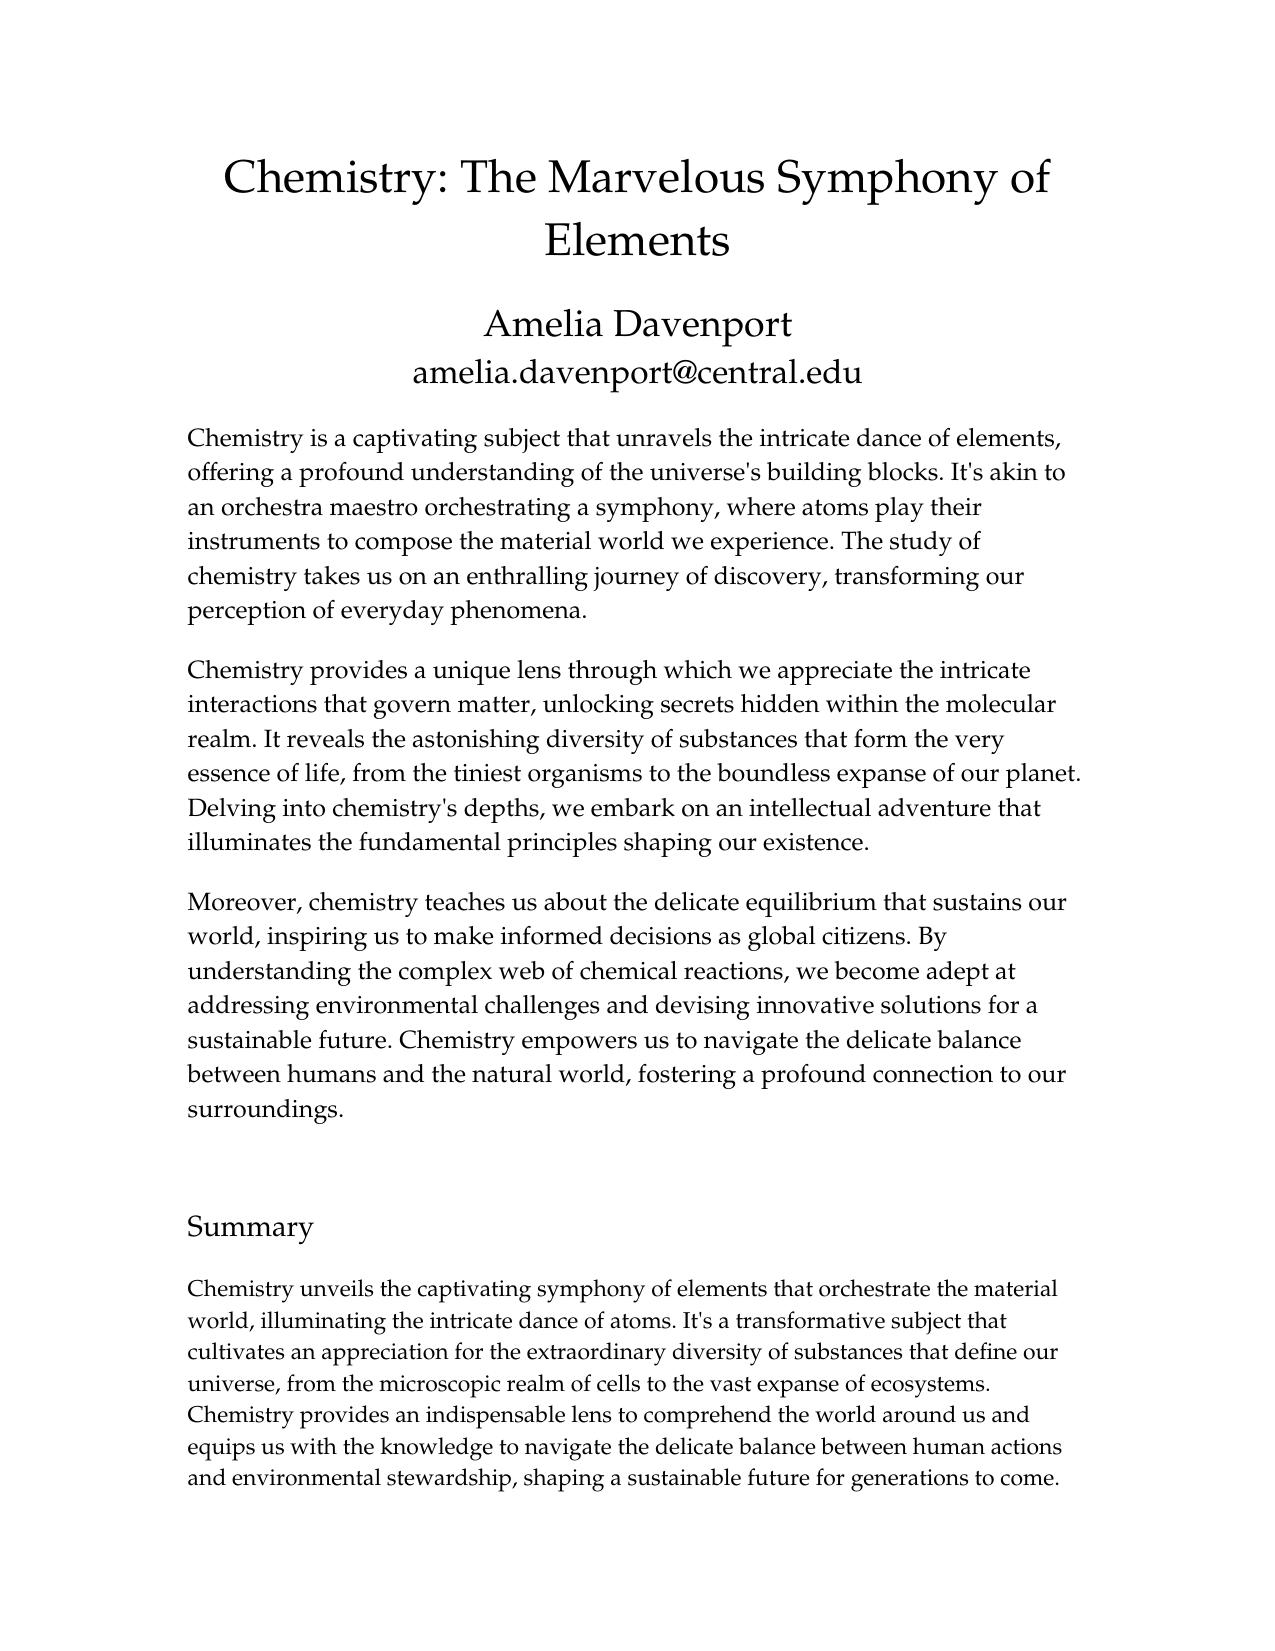 Chemistry: The Marvelous Symphony of
Elements
Amelia Davenport
amelia.davenport@central.edu
Chemistry is a captivating subject that unravels the intricate dance of elements,
offering a profound understanding of the universe's building blocks. It's akin to
an orchestra maestro orchestrating a symphony, where atoms play their
instruments to compose the material world we experience. The study of
chemistry takes us on an enthralling journey of discovery, transforming our
perception of everyday phenomena.
Chemistry provides a unique lens through which we appreciate the intricate
interactions that govern matter, unlocking secrets hidden within the molecular
realm. It reveals the astonishing diversity of substances that form the very
essence of life, from the tiniest organisms to the boundless expanse of our planet.
Delving into chemistry's depths, we embark on an intellectual adventure that
illuminates the fundamental principles shaping our existence.
Moreover, chemistry teaches us about the delicate equilibrium that sustains our
world, inspiring us to make informed decisions as global citizens. By
understanding the complex web of chemical reactions, we become adept at
addressing environmental challenges and devising innovative solutions for a
sustainable future. Chemistry empowers us to navigate the delicate balance
between humans and the natural world, fostering a profound connection to our
surroundings.
Summary
Chemistry unveils the captivating symphony of elements that orchestrate the material
world, illuminating the intricate dance of atoms. It's a transformative subject that
cultivates an appreciation for the extraordinary diversity of substances that define our
universe, from the microscopic realm of cells to the vast expanse of ecosystems.
Chemistry provides an indispensable lens to comprehend the world around us and
equips us with the knowledge to navigate the delicate balance between human actions
and environmental stewardship, shaping a sustainable future for generations to come.